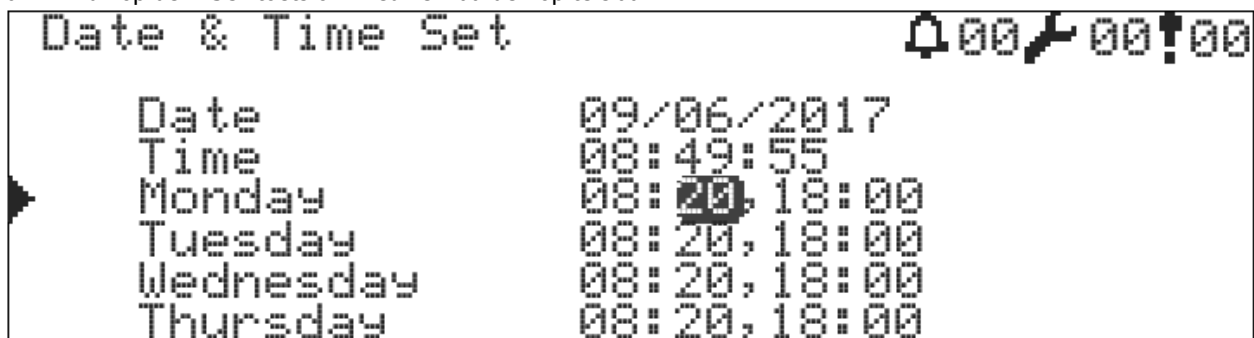 Date & Time Set 00 00 00
Date 09/06/2017
Time 08:49:55
Monday 08:20,18:00
Tuesday 08:20,18:00
Wednesday 08:20,18:00
Thursday 08:20,18:00